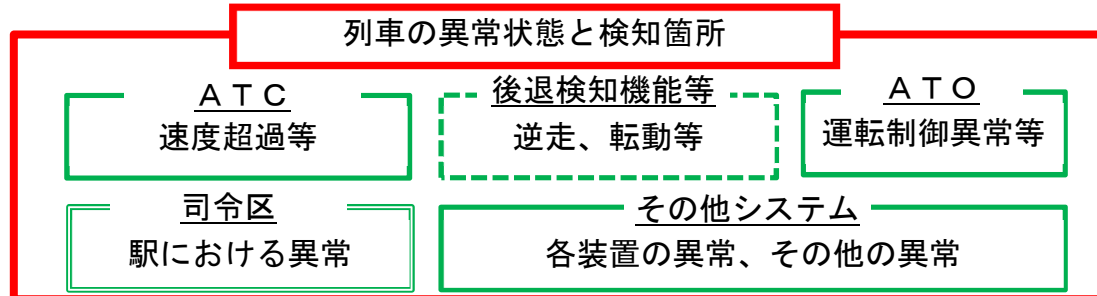 列車の異常状態と検知箇所
ＡＴＣ
速度超過等
後退検知機能等
逆走、転動等
ＡＴＯ
運転制御異常等
司令区
駅における異常
その他システム
各装置の異常、その他の異常